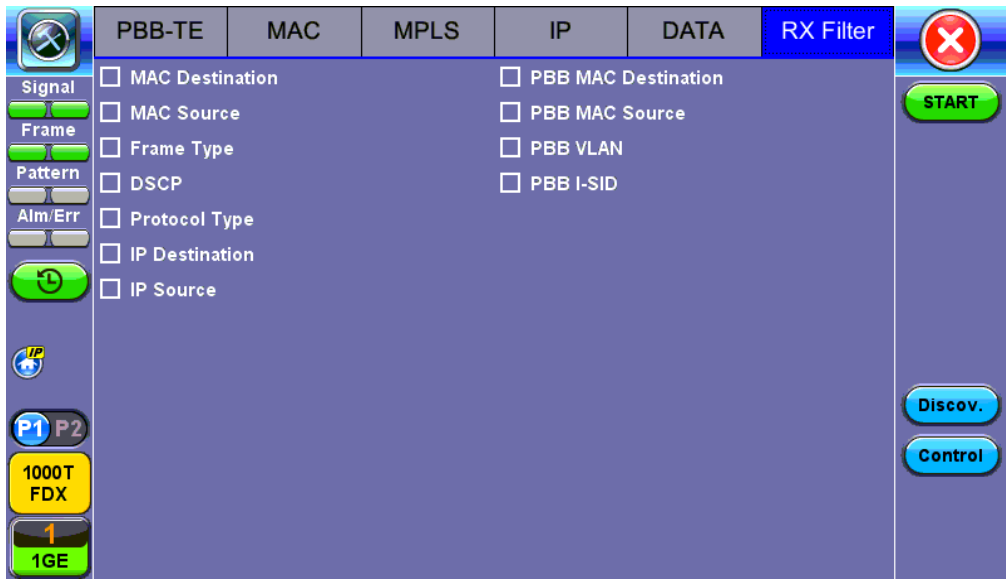 PBB-TE MAC MPLS IP DATA RX Filter
Signal
Frame
Pattern
Alm/Err
IP
P1 P2
1000T
FDX
1
1GE
MAC Destination
MAC Source
Frame Type
DSCP
Protocol Type
IP Destination
IP Source
PBB MAC Destination
PBB MAC Source
PBB VLAN
PBB I-SID
START
Discov.
Control